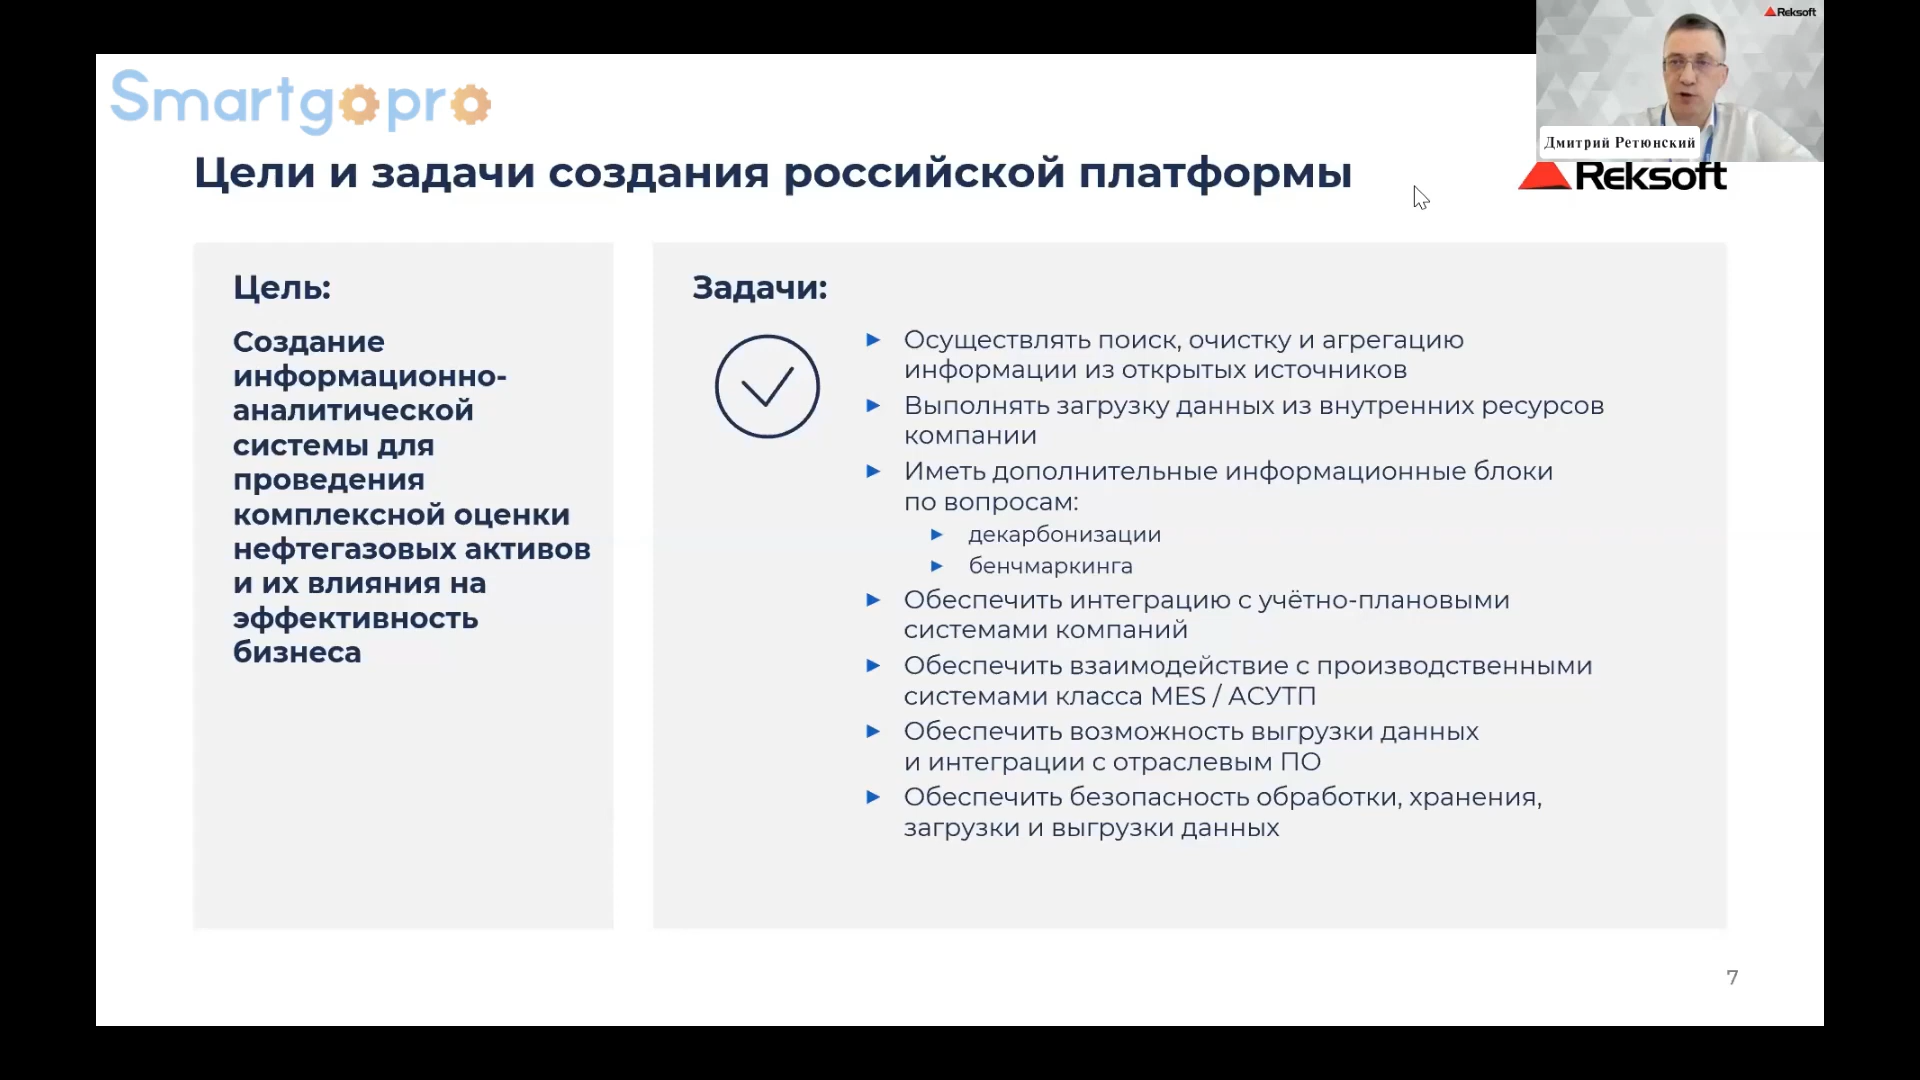 Reksoft
Smartgopro
Дмитрий Ретюнский
Цели и задачи создания российской платформы
Reksoft
Цель:
Создание
информационно-
аналитической
системы для
проведения
комплексной оценки
нефтегазовых активов
и их влияния на
эффективность
бизнеса
Задачи:
Осуществлять поиск, очистку и агрегацию
информации из открытых источников
Выполнять загрузку данных из внутренних ресурсов
компании
Иметь дополнительные информационные блоки
по вопросам:
декарбонизации
бенчмаркинга
Обеспечить интеграцию с учётно-плановыми
системами компаний
Обеспечить взаимодействие с производственными
системами класса MES / АСУТП
Обеспечить возможность выгрузки данных
и интеграции с отраслевым ПО
Обеспечить безопасность обработки, хранения,
загрузки и выгрузки данных
7